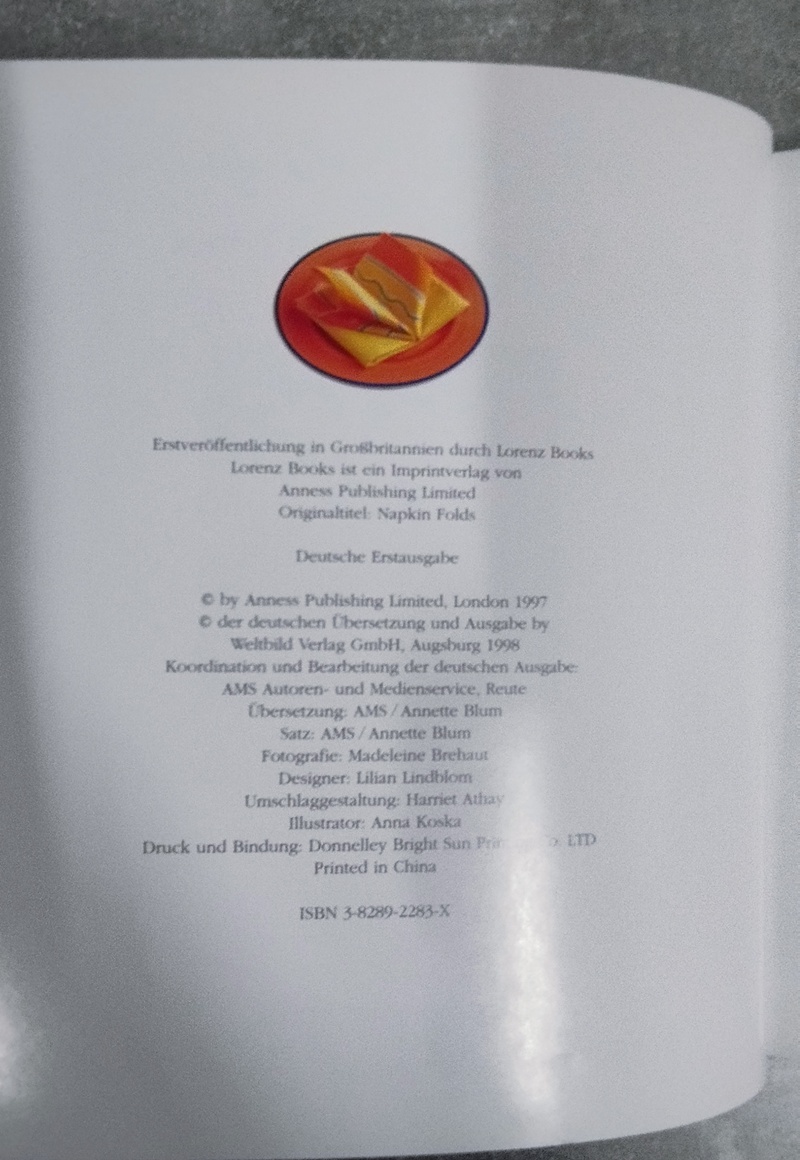 Erstveröffentlichung in Großbritannien durch Lorenz Books
Lorenz Books ist ein Imprintverlag von
Anness Publishing Limited
Originaltitel: Napkin Folds
Deutsche Erstausgabe
© by Anness Publishing Limited, London 1997
© der deutschen Übersetzung und Ausgabe by
Weltbild Verlag GmbH, Augsburg 1998
Koordination und Bearbeitung der deutschen Ausgabe:
AMS Autoren- und Medienservice, Reute
Übersetzung: AMS / Annette Blum
Satz: AMS / Annette Blum
Fotografie: Madeleine Brehaut
Designer: Lilian Lindblom
Umschlaggestaltung: Harriet Athay
Illustrator: Anna Koska
Druck und Bindung: Donnelley Bright Sun LTD
Printed in China
ISBN 3-8289-2283-X